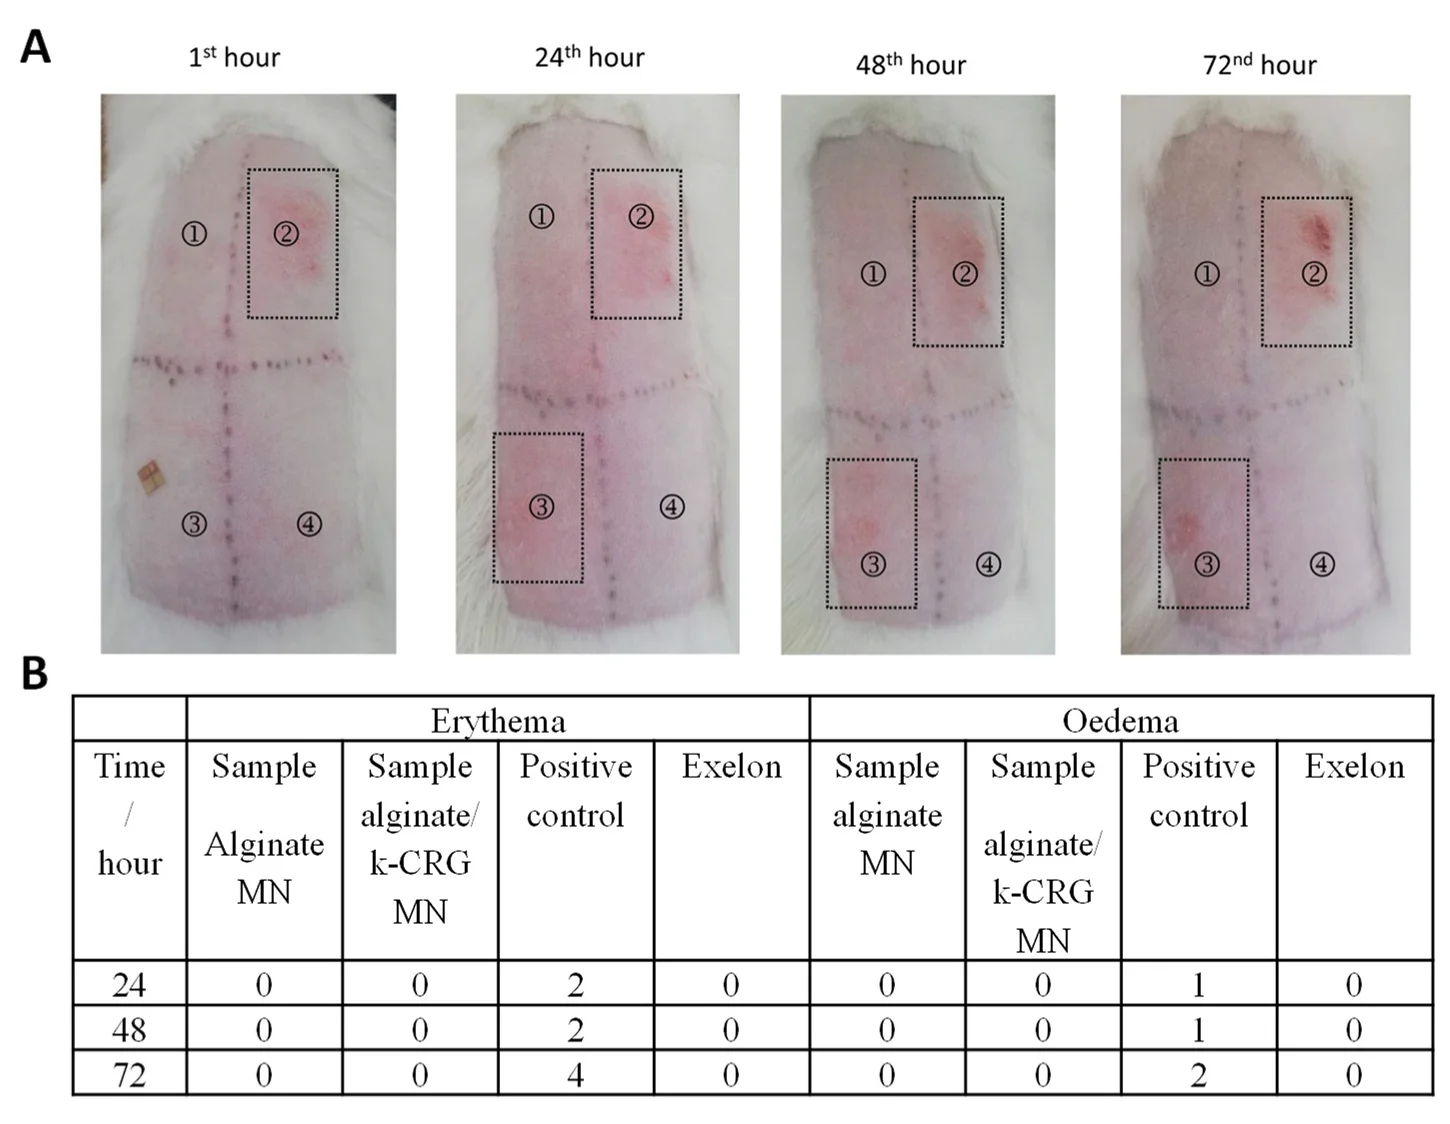 A
1st hour
24th hour
48th hour
72nd hour
① ②
③ ④
① ②
③ ④
① ②
③ ④
① ②
③ ④
B
Erythema Oedema
Time / hour Sample Alginate MN Sample alginate/ k-CRG MN Positive control Exelon Sample alginate MN Sample alginate/ k-CRG MN Positive control Exelon
24 0 0 2 0 0 0 1 0
48 0 0 2 0 0 0 1 0
72 0 0 4 0 0 0 2 0